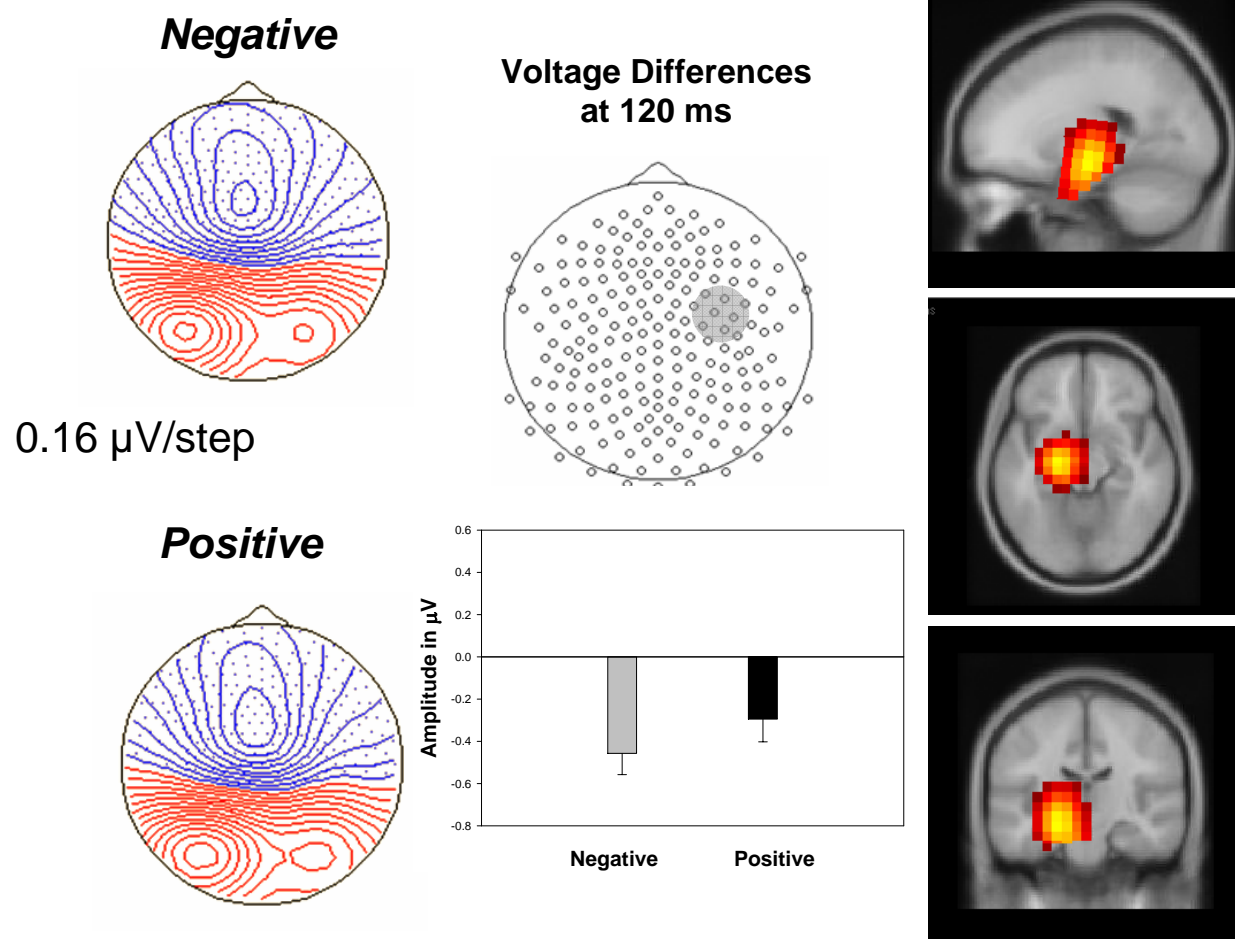 Negative
Voltage Differences
at 120 ms
0.16 µV/step
Positive
Amplitude in µV
0.6
0.4
0.2
0.0
-0.2
-0.4
-0.6
-0.8
Negative Positive